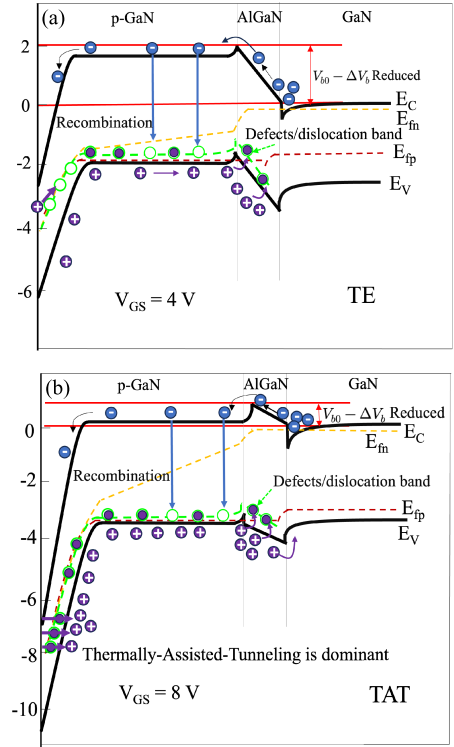 (a)
p-GaN
AlGaN
GaN
2
0
-2
-4
-6
V_b0 − ΔV_b Reduced
E_C
E_fn
Recombination
Defects/dislocation band
E_fp
E_V
V_GS = 4 V
TE
(b)
p-GaN
AlGaN
GaN
0
-2
-4
-6
-8
-10
V_b0 − ΔV_b Reduced
E_C
E_fn
Recombination
Defects/dislocation band
E_fp
E_V
Thermally-Assisted-Tunneling is dominant
V_GS = 8 V
TAT